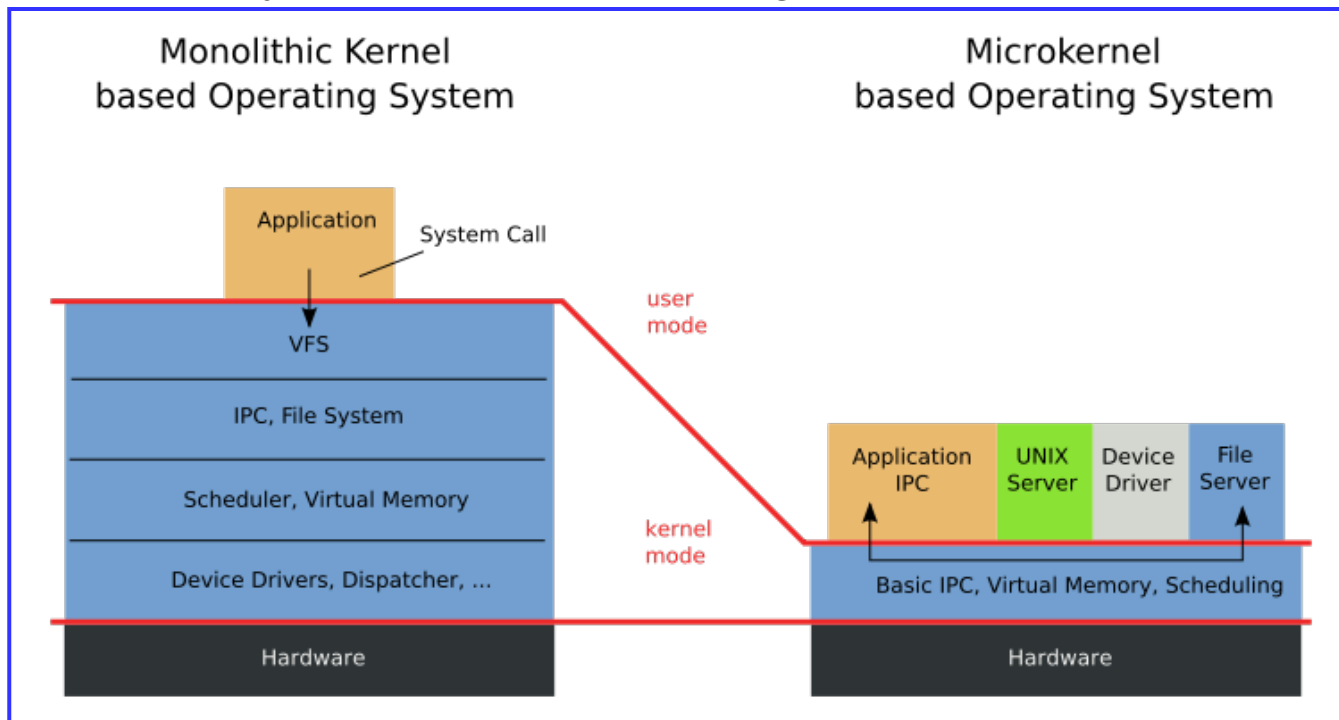 Monolithic Kernel
based Operating System
Microkernel
based Operating System
Application
System Call
user
mode
VFS
IPC, File System
Scheduler, Virtual Memory
kernel
mode
Device Drivers, Dispatcher, ...
Hardware
Application
IPC
UNIX
Server
Device
Driver
File
Server
Basic IPC, Virtual Memory, Scheduling
Hardware